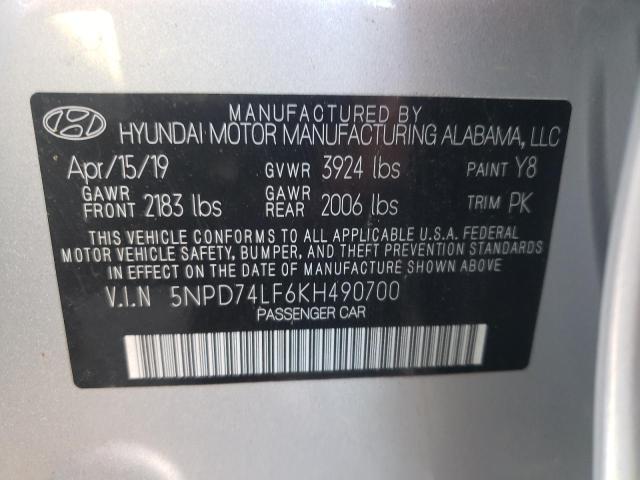 MANUFACTURED BY
HYUNDAI MOTOR MANUFACTURING ALABAMA, LLC
Apr/15/19 GVWR 3924 lbs PAINT Y8
GAWR FRONT 2183 lbs GAWR REAR 2006 lbs TRIM PK
THIS VEHICLE CONFORMS TO ALL APPLICABLE U.S.A. FEDERAL
MOTOR VEHICLE SAFETY, BUMPER, AND THEFT PREVENTION STANDARDS
IN EFFECT ON THE DATE OF MANUFACTURE SHOWN ABOVE.
V.I.N 5NPD74LF6KH490700
PASSENGER CAR